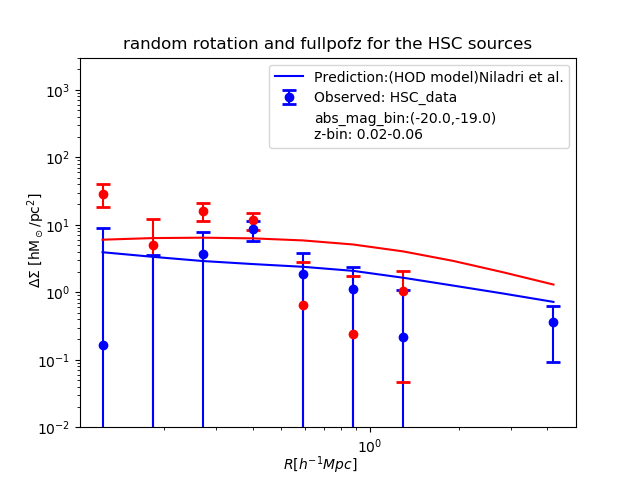 random rotation and fullpofz for the HSC sources
Prediction:(HOD model)Niladri et al.
Observed: HSC_data
abs_mag_bin:(-20.0,-19.0)
z-bin: 0.02-0.06
ΔΣ [hM⊙/pc²]
10³
10²
10¹
10⁰
10⁻¹
10⁻²
10⁰
R[h⁻¹Mpc]